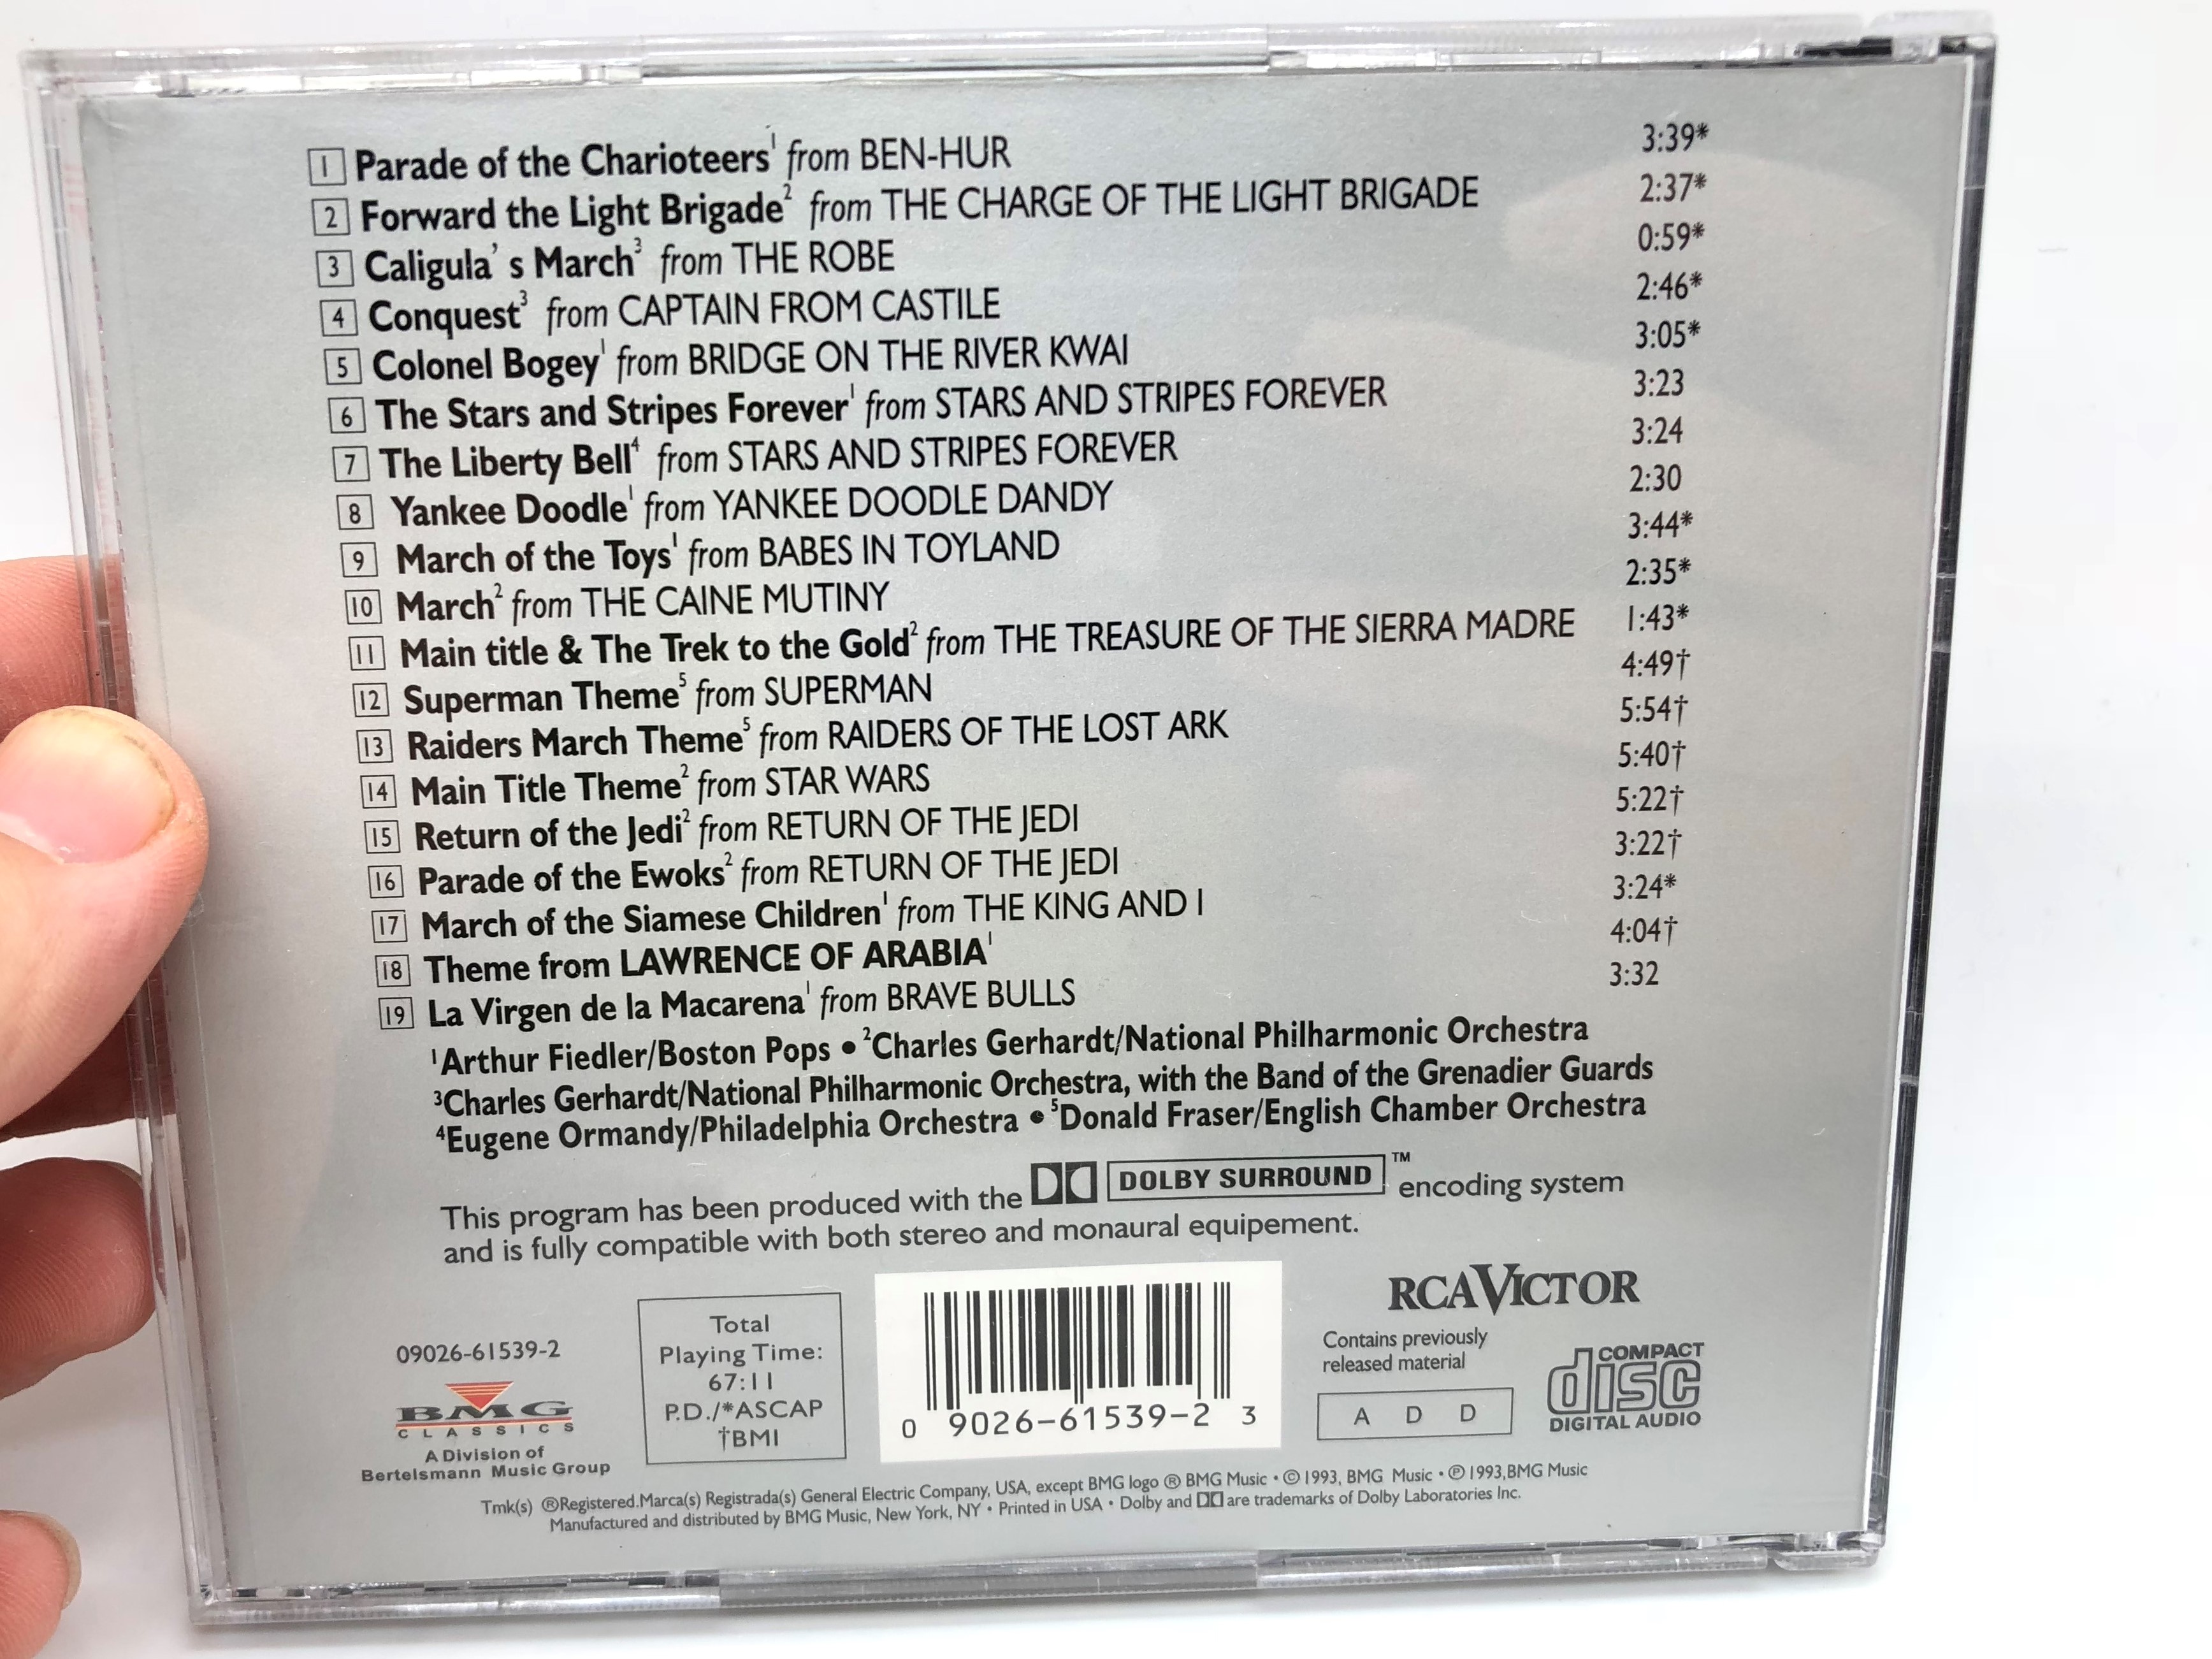 1 Parade of the Charioteers¹ from BEN-HUR 3:39*
2 Forward the Light Brigade² from THE CHARGE OF THE LIGHT BRIGADE 2:37*
3 Caligula's March³ from THE ROBE 0:59*
4 Conquest³ from CAPTAIN FROM CASTILE 2:46*
5 Colonel Bogey¹ from BRIDGE ON THE RIVER KWAI 3:05*
6 The Stars and Stripes Forever¹ from STARS AND STRIPES FOREVER 3:23
7 The Liberty Bell⁴ from STARS AND STRIPES FOREVER 3:24
8 Yankee Doodle¹ from YANKEE DOODLE DANDY 2:30
9 March of the Toys¹ from BABES IN TOYLAND 3:44*
10 March² from THE CAINE MUTINY 2:35*
11 Main title & The Trek to the Gold² from THE TREASURE OF THE SIERRA MADRE 1:43*
12 Superman Theme⁵ from SUPERMAN 4:49†
13 Raiders March Theme⁵ from RAIDERS OF THE LOST ARK 5:54†
14 Main Title Theme² from STAR WARS 5:40†
15 Return of the Jedi² from RETURN OF THE JEDI 5:22†
16 Parade of the Ewoks² from RETURN OF THE JEDI 3:22†
17 March of the Siamese Children¹ from THE KING AND I 3:24*
18 Theme from LAWRENCE OF ARABIA¹ 4:04†
19 La Virgen de la Macarena¹ from BRAVE BULLS 3:32
¹Arthur Fiedler/Boston Pops • ²Charles Gerhardt/National Philharmonic Orchestra
³Charles Gerhardt/National Philharmonic Orchestra, with the Band of the Grenadier Guards
⁴Eugene Ormandy/Philadelphia Orchestra • ⁵Donald Fraser/English Chamber Orchestra
This program has been produced with the DOLBY SURROUND™ encoding system
and is fully compatible with both stereo and monaural equipement.
09026-61539-2
BMG
CLASSICS
A Division of
Bertelsmann Music Group
Total
Playing Time:
67:11
P.D./*ASCAP
†BMI
0 9026-61539-2 3
RCA VICTOR
Contains previously
released material
A D D
COMPACT
disc
DIGITAL AUDIO
Tmk(s) ®Registered.Marca(s) Registrada(s) General Electric Company, USA, except BMG logo ® BMG Music • © 1993, BMG Music • ℗ 1993,BMG Music
Manufactured and distributed by BMG Music, New York, NY • Printed in USA • Dolby and DD are trademarks of Dolby Laboratories Inc.